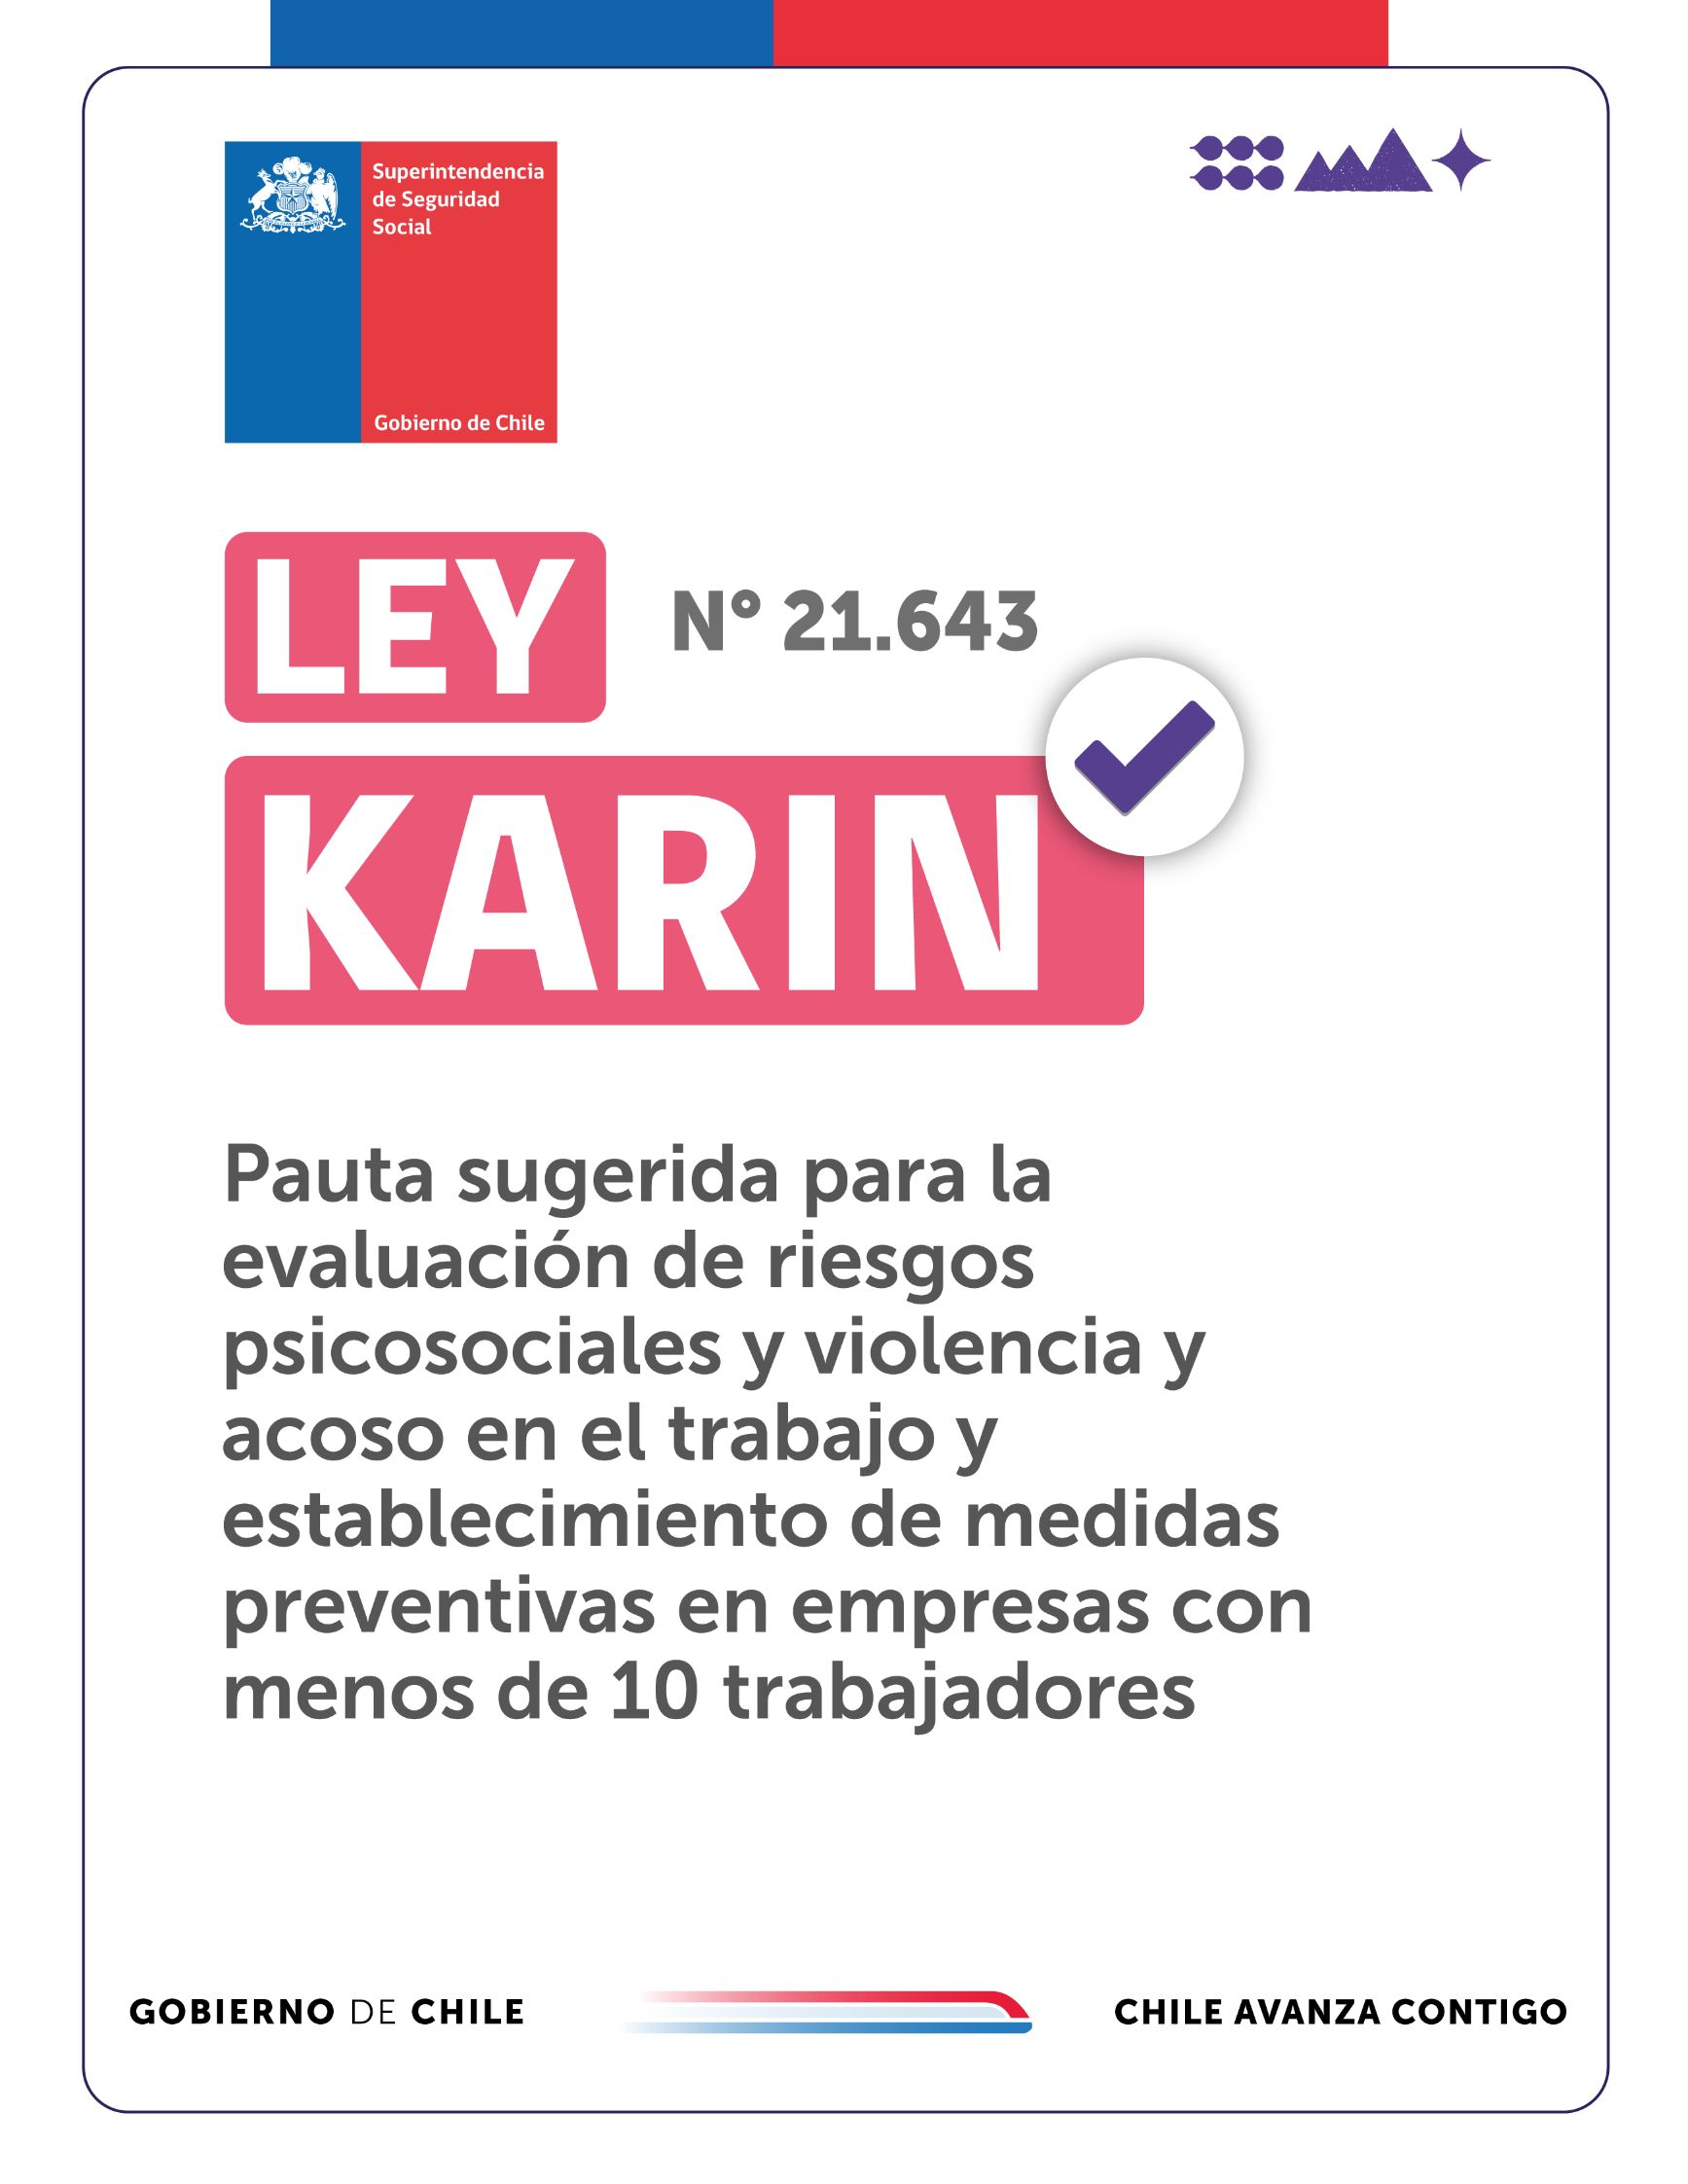 Superintendencia
de Seguridad
Social
Gobierno de Chile
LEY
N° 21.643
KARIN
Pauta sugerida para la
evaluación de riesgos
psicosociales y violencia y
acoso en el trabajo y
establecimiento de medidas
preventivas en empresas con
menos de 10 trabajadores
GOBIERNO DE CHILE
CHILE AVANZA CONTIGO